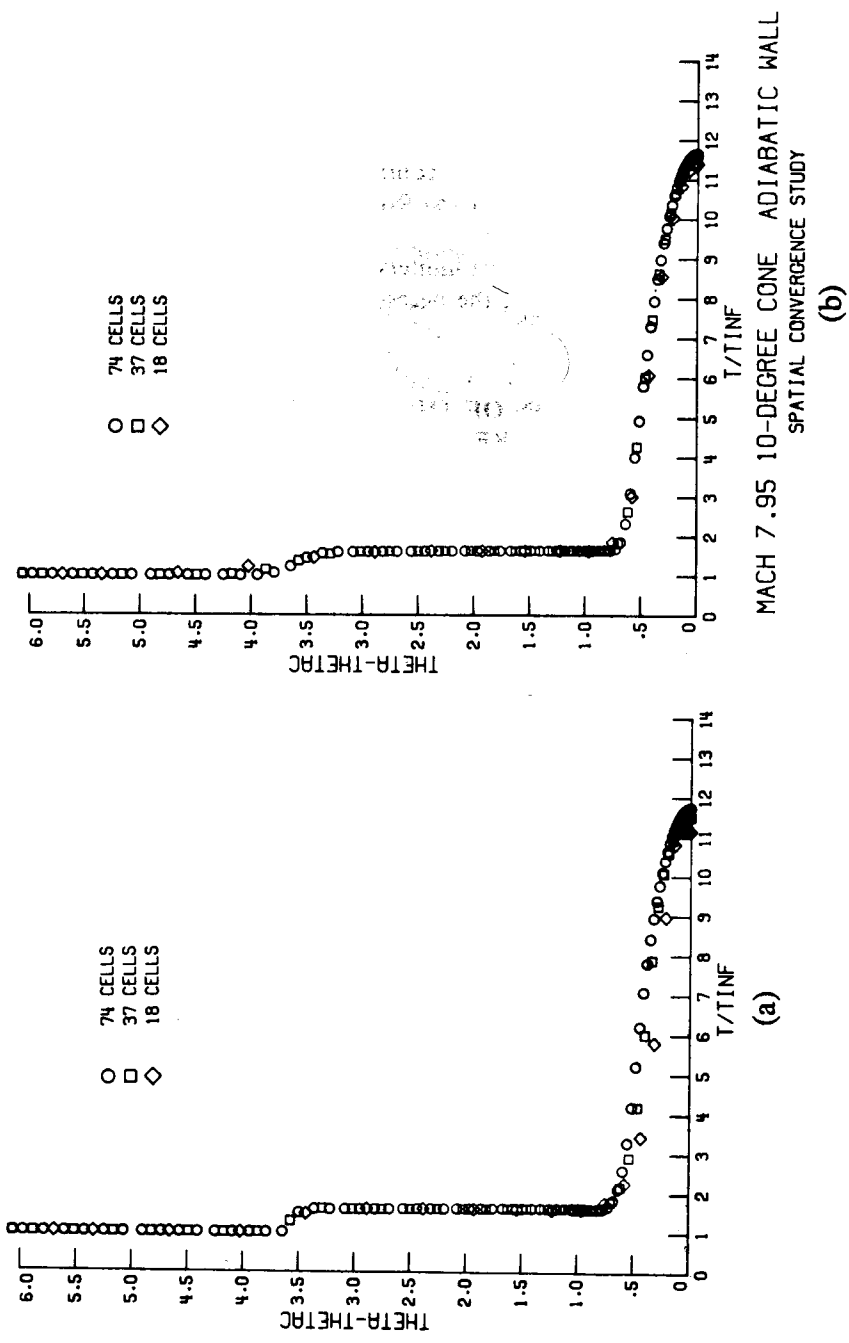 74 CELLS
37 CELLS
18 CELLS
THETA-THETAC
6.0
5.5
5.0
4.5
4.0
3.5
3.0
2.5
2.0
1.5
1.0
.5
0
0 1 2 3 4 5 6 7 8 9 10 11 12 13 14
T/TINF
(a)
74 CELLS
37 CELLS
18 CELLS
THETA-THETAC
6.0
5.5
5.0
4.5
4.0
3.5
3.0
2.5
2.0
1.5
1.0
.5
0
0 1 2 3 4 5 6 7 8 9 10 11 12 13 14
T/TINF
MACH 7.95 10-DEGREE CONE ADIABATIC WALL
SPATIAL CONVERGENCE STUDY
(b)